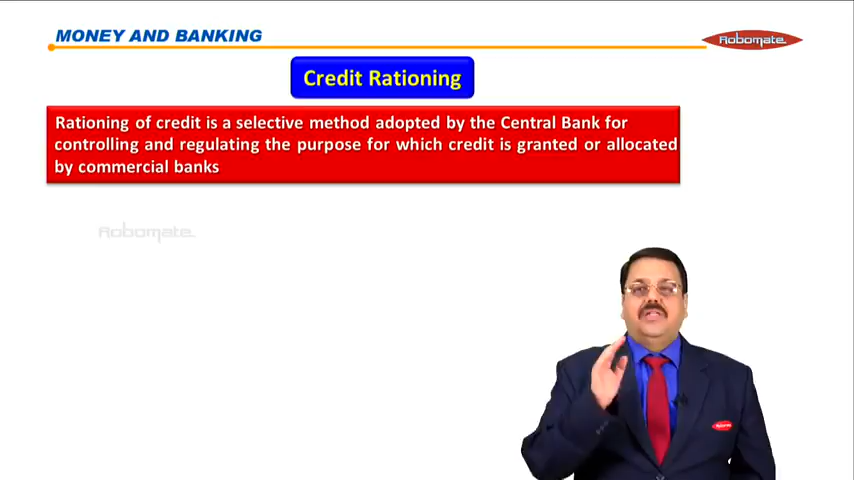 MONEY AND BANKING
Robomate
Credit Rationing
Rationing of credit is a selective method adopted by the Central Bank for
controlling and regulating the purpose for which credit is granted or allocated
by commercial banks
Robomate